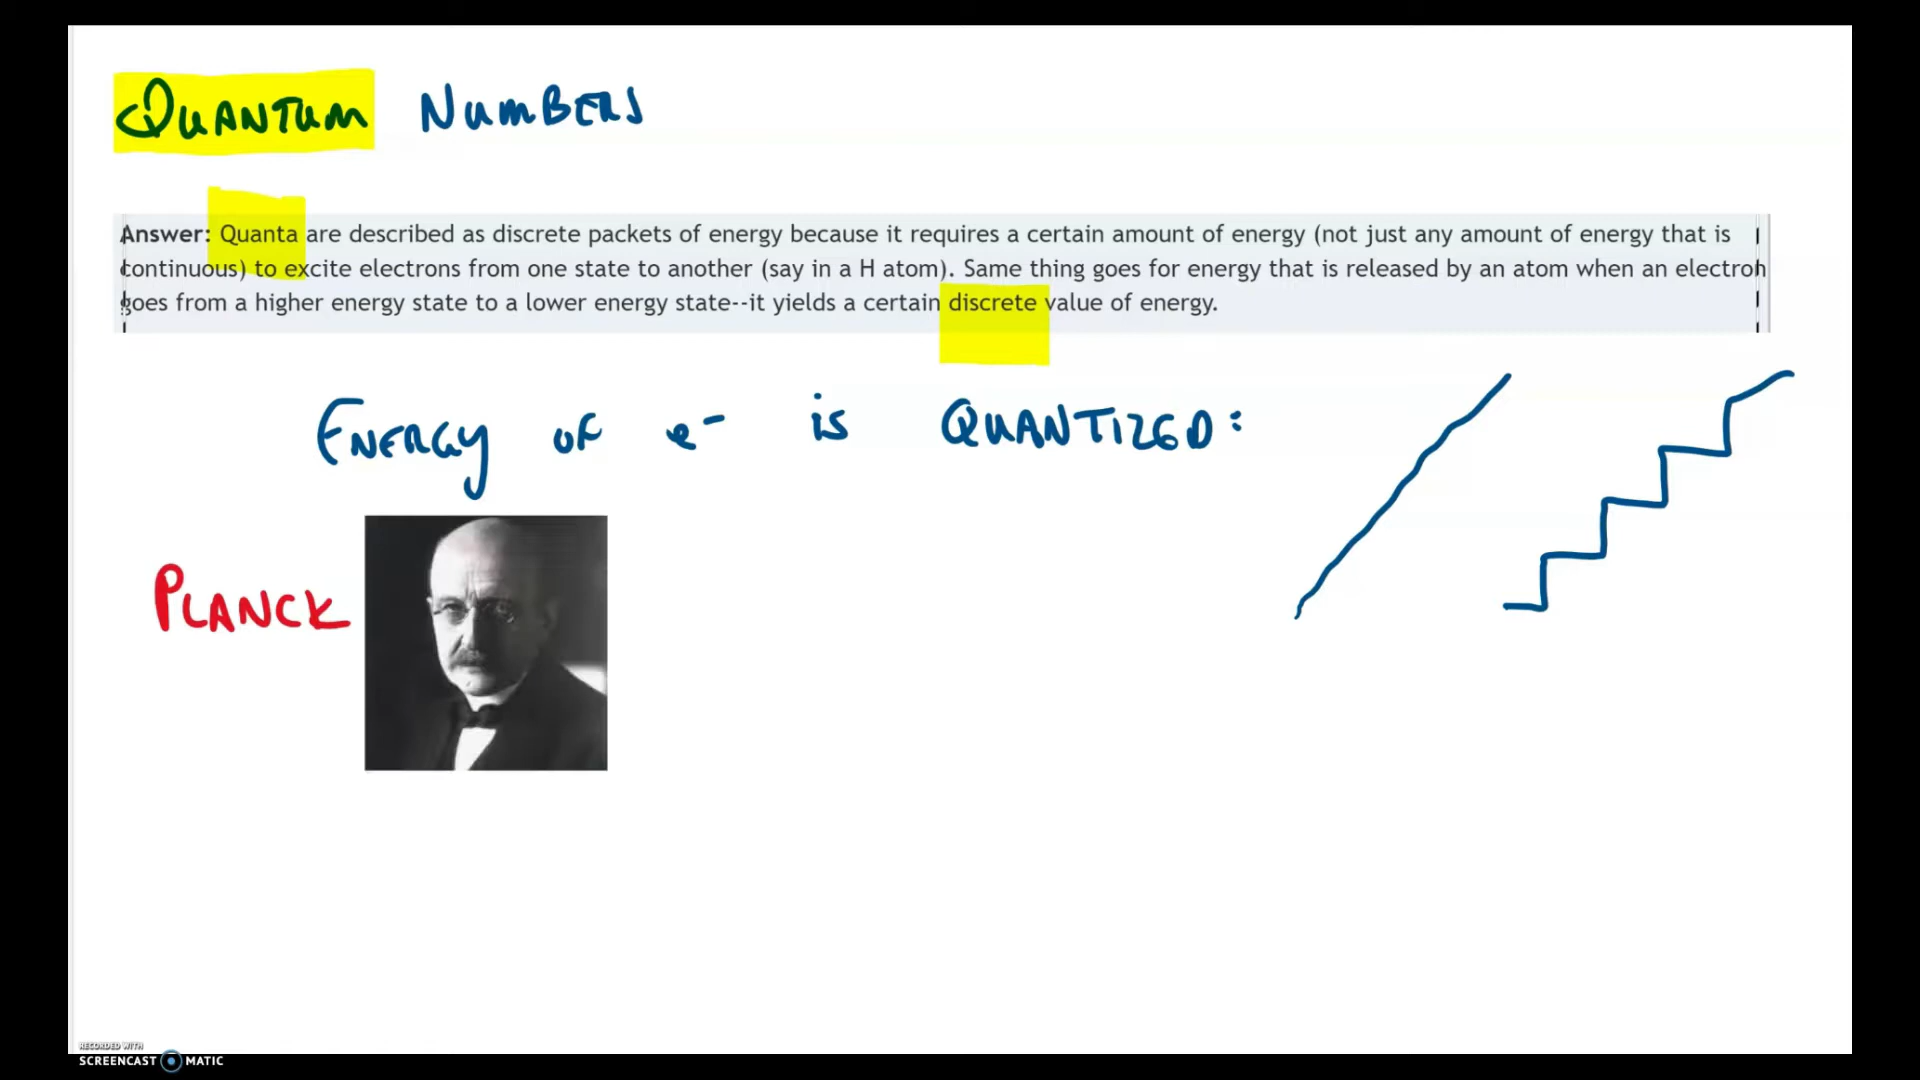 QUANTUM NUMBERS
Answer: Quanta are described as discrete packets of energy because it requires a certain amount of energy (not just any amount of energy that is
continuous) to excite electrons from one state to another (say in a H atom). Same thing goes for energy that is released by an atom when an electron
goes from a higher energy state to a lower energy state--it yields a certain discrete value of energy.
ENERGY OF e⁻ is QUANTIZED:
PLANCK
RECORDED WITH
SCREENCAST MATIC